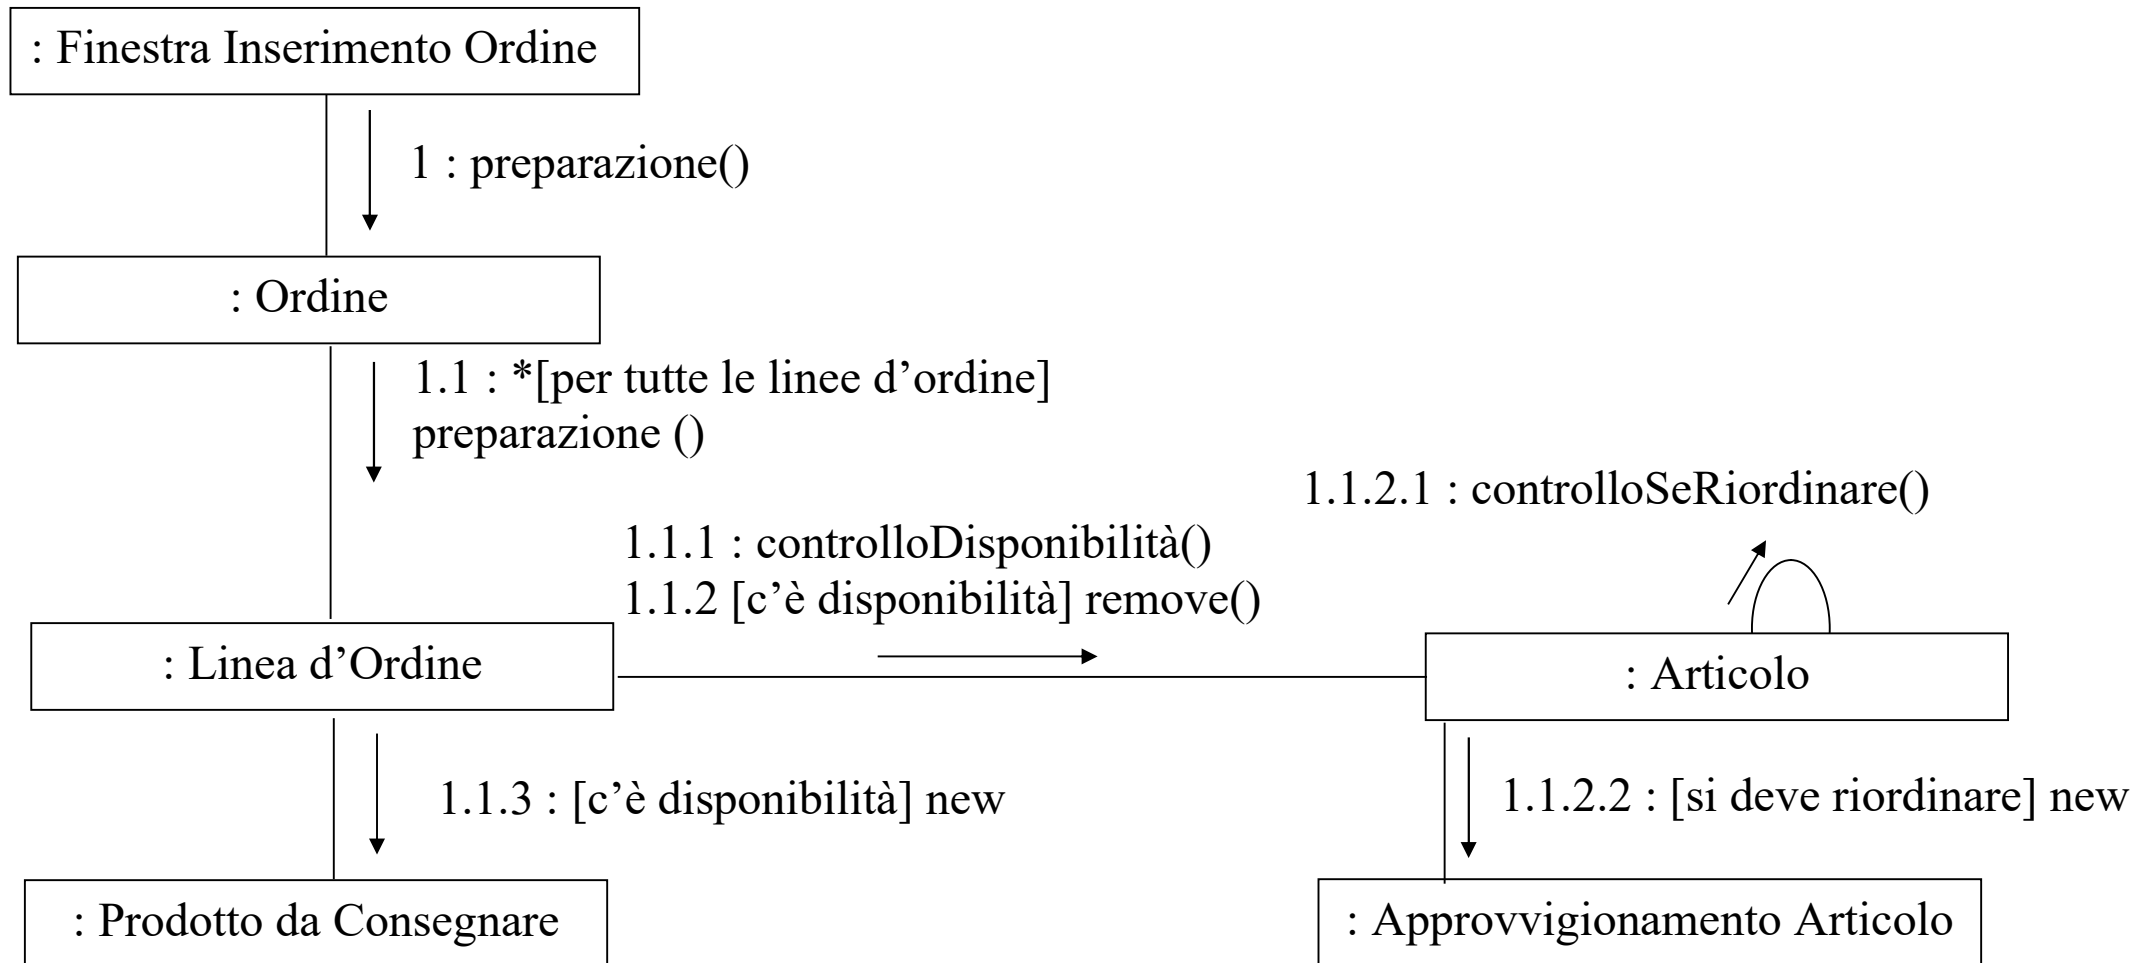 : Finestra Inserimento Ordine
1 : preparazione()
: Ordine
1.1 : *[per tutte le linee d’ordine]
preparazione ()
1.1.2.1 : controlloSeRiordinare()
1.1.1 : controlloDisponibilità()
1.1.2 [c’è disponibilità] remove()
: Linea d’Ordine
: Articolo
1.1.3 : [c’è disponibilità] new
1.1.2.2 : [si deve riordinare] new
: Prodotto da Consegnare
: Approvvigionamento Articolo